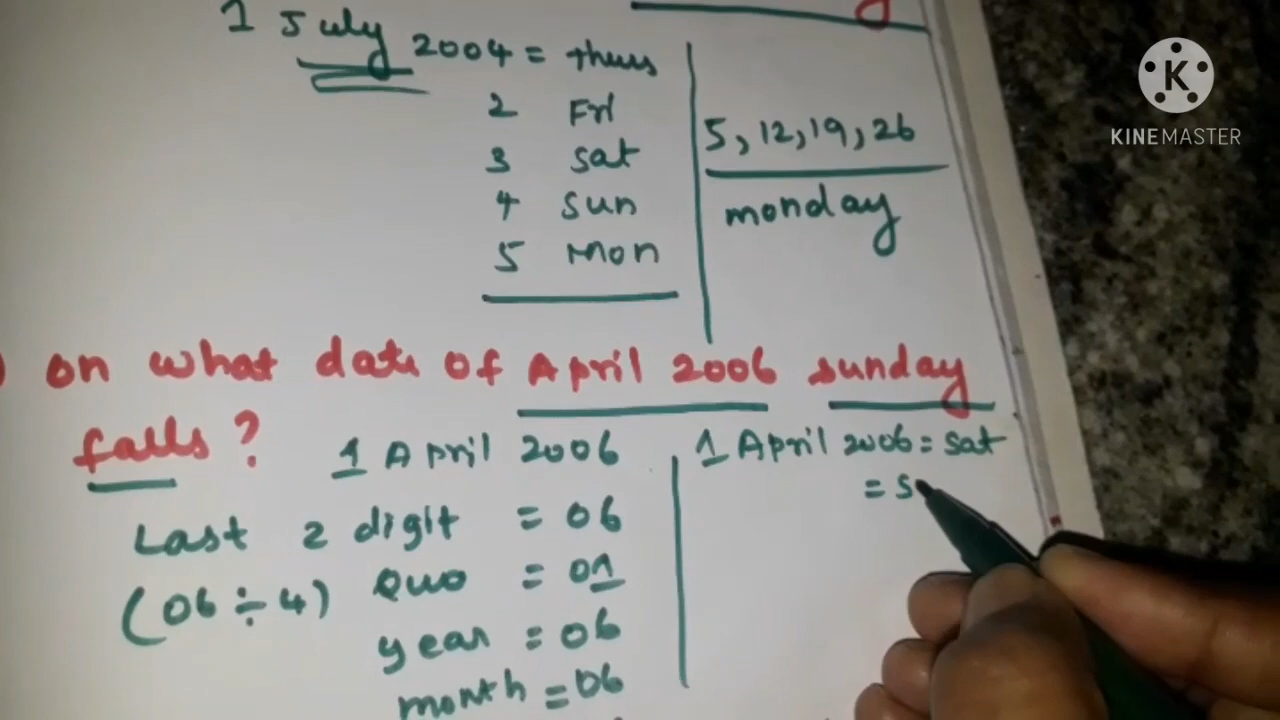 1 July 2004 = thurs
2 Fri
3 sat
4 sun
5 Mon
5, 12, 19, 26
monday
on what date of April 2006 sunday
falls?
1 April 2006
Last 2 digit = 06
(06 ÷ 4) Quo = 01
year = 06
month = 06
1 April 2006 = sat
= s
K
KINEMASTER